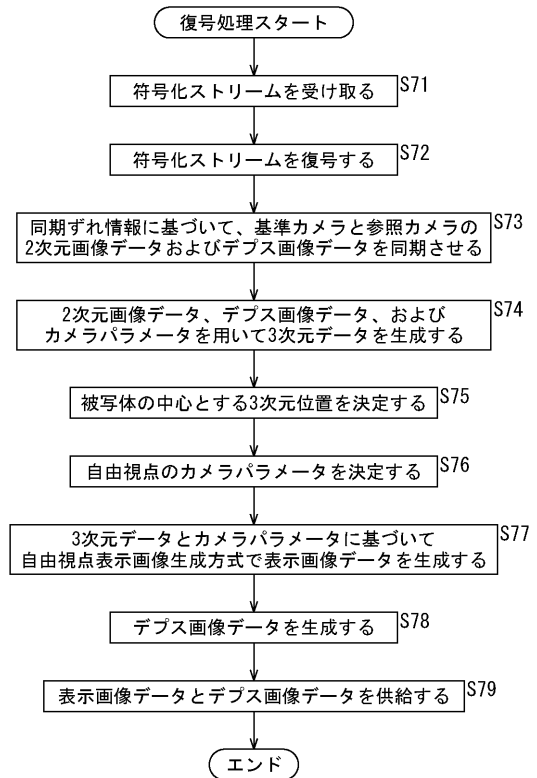 復号処理スタート
符号化ストリームを受け取る
S71
符号化ストリームを復号する
S72
同期ずれ情報に基づいて、基準カメラと参照カメラの
2次元画像データおよびデプス画像データを同期させる
S73
2次元画像データ、デプス画像データ、および
カメラパラメータを用いて3次元データを生成する
S74
被写体の中心とする3次元位置を決定する
S75
自由視点のカメラパラメータを決定する
S76
3次元データとカメラパラメータに基づいて
自由視点表示画像生成方式で表示画像データを生成する
S77
デプス画像データを生成する
S78
表示画像データとデプス画像データを供給する
S79
エンド